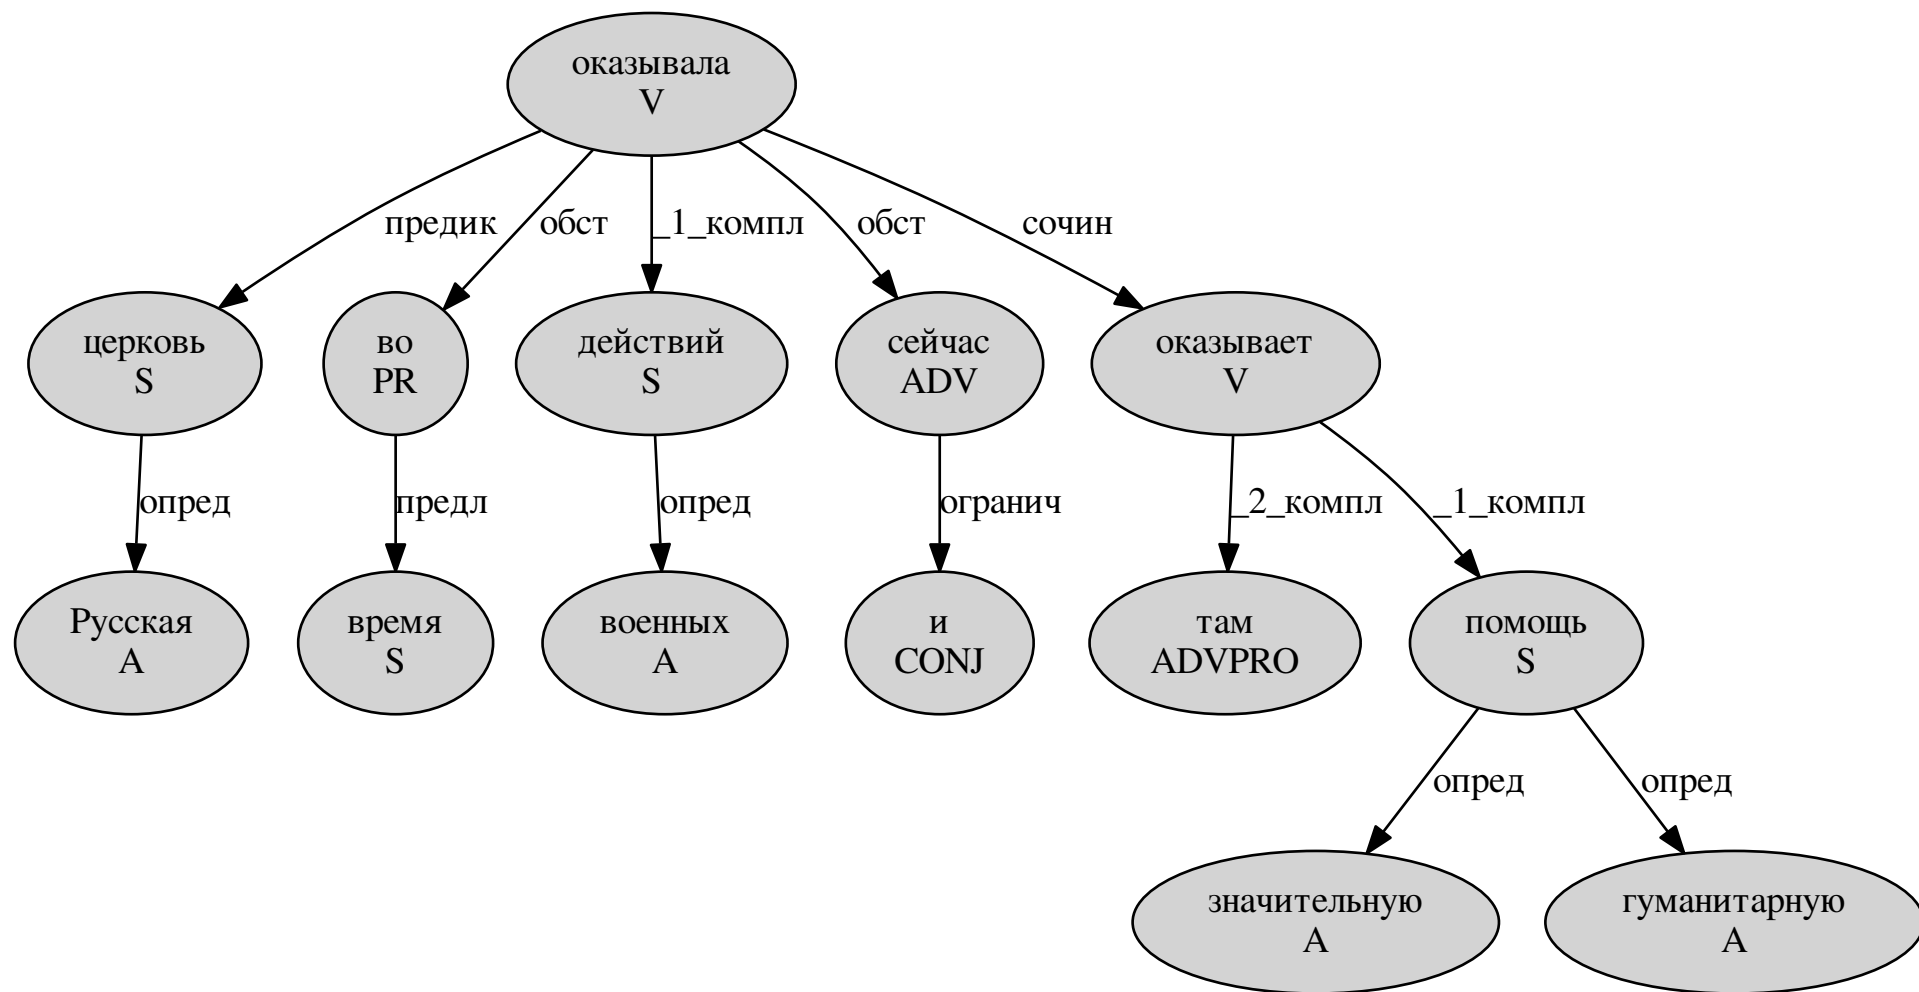 оказывала
V
предик
обст
_1_компл
обст
сочин
церковь
S
во
PR
действий
S
сейчас
ADV
оказывает
V
опред
предл
опред
огранич
_2_компл
_1_компл
Русская
A
время
S
военных
A
и
CONJ
там
ADVPRO
помощь
S
опред
опред
значительную
A
гуманитарную
A